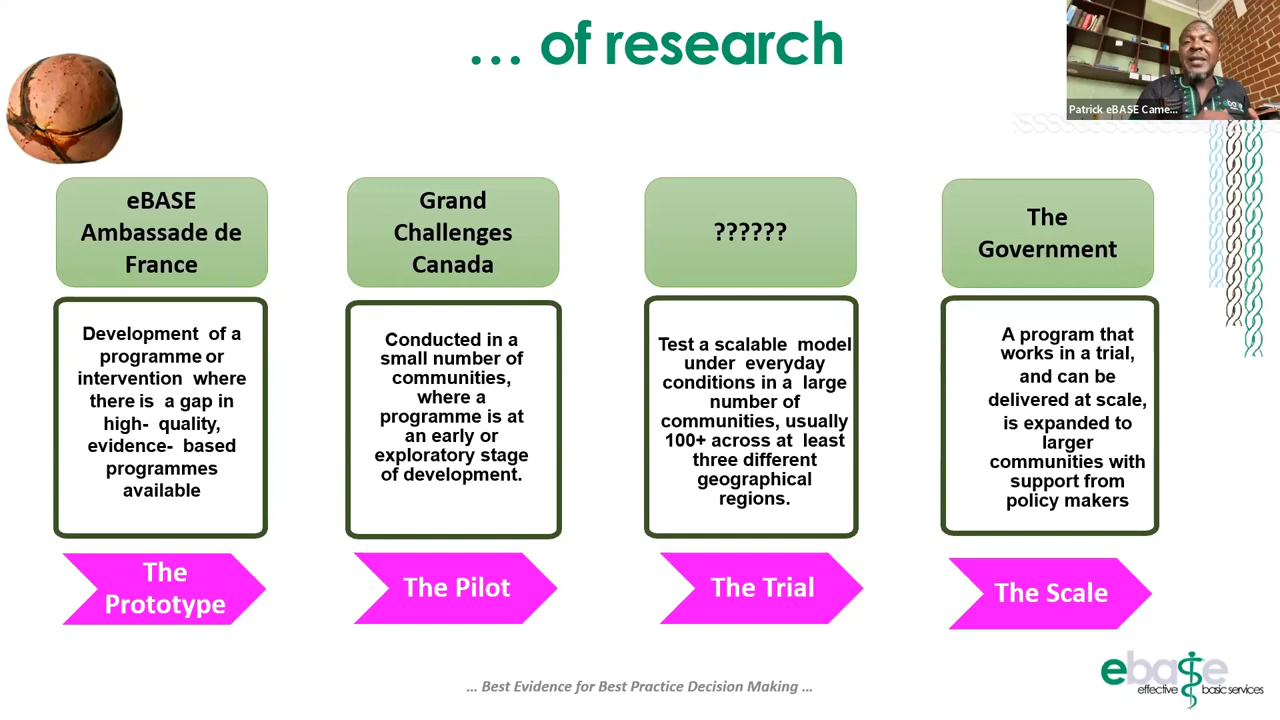 ... of research
Patrick eBASE Came...
eBASE
Ambassade de
France
Grand
Challenges
Canada
??????
The
Government
Development of a
programme or
intervention where
there is a gap in
high- quality,
evidence- based
programmes
available
Conducted in a
small number of
communities,
where a
programme is at
an early or
exploratory stage
of development.
Test a scalable model
under everyday
conditions in a large
number of
communities, usually
100+ across at least
three different
geographical
regions.
A program that
works in a trial,
and can be
delivered at scale,
is expanded to
larger
communities with
support from
policy makers
The
Prototype
The Pilot
The Trial
The Scale
... Best Evidence for Best Practice Decision Making ...
ebase
effective basic services